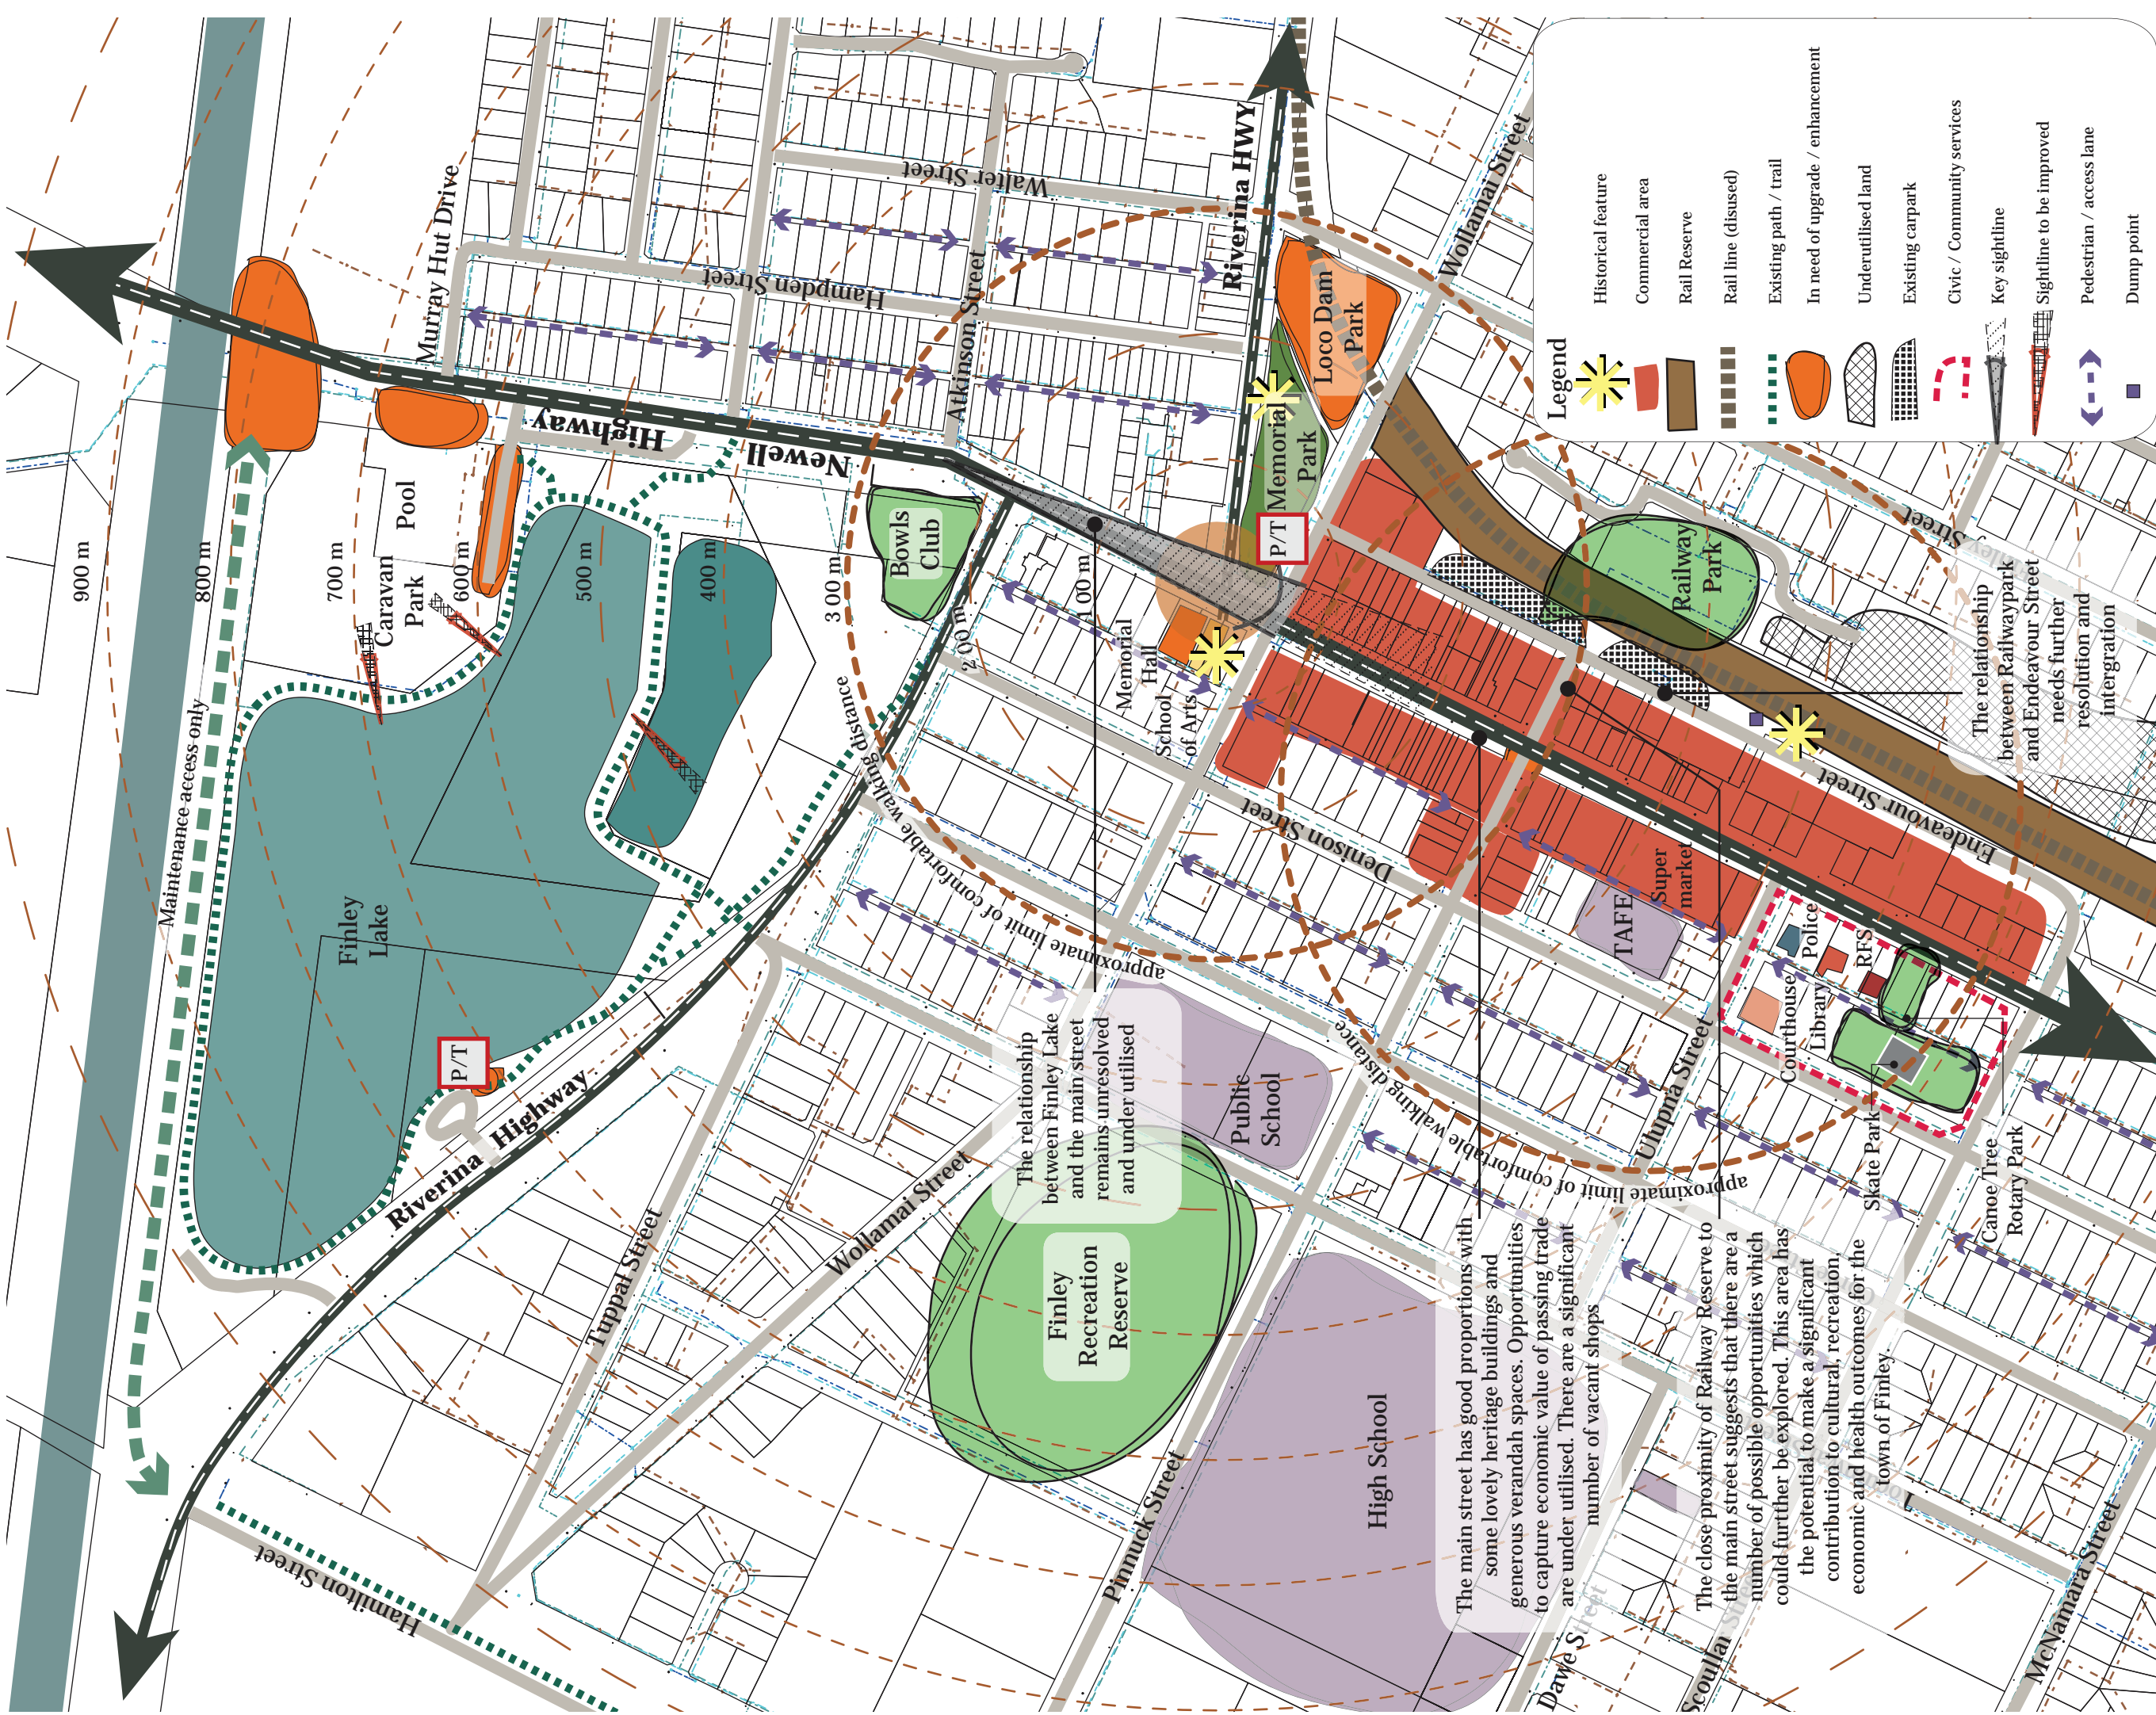 900 m
800 m
700 m
600 m
500 m
400 m
300 m
200 m
100 m
Maintenance access only
Murray Hut Drive
Walter Street
Hampden Street
Atkinson Street
Riverina HWY
Wollamai Street
Newell
Highway
Pool
Caravan
Park
Bowls
Club
Loco Dam
Park
Memorial
Park
P/T
Finley
Lake
P/T
Riverina Highway
Memorial
Hall
School
of Arts
Railway
Park
Denison Street
Endeavour Street
approximate limit of comfortable walking distance
approximate limit of comfortable walking distance
Tuppal Street
Wollamai Street
Hamilton Street
Pinnuck Street
Ulupna Street
Dawe Street
McNamara Street
TAFE
Super
market
Police
RFS
Courthouse
Library
Skate Park
Canoe Tree
Rotary Park
Public
School
High School
Finley
Recreation
Reserve
The relationship
between Finley Lake
and the main street
remains unresolved
and under utilised
The main street has good proportions with
some lovely heritage buildings and
generous verandah spaces. Opportunities
to capture economic value of passing trade
are under utilised. There are a significant
number of vacant shops
The close proximity of Railway Reserve to
the main street suggests that there are a
number of possible opportunities which
could further be explored. This area has
the potential to make a significant
contribution to cultural, recreation,
economic and health outcomes for the
town of Finley.
The relationship
between Railwaypark
and Endeavour Street
needs further
resolution and
intergration
Legend
Historical feature
Commercial area
Rail Reserve
Rail line (disused)
Existing path / trail
In need of upgrade / enhancement
Underutilised land
Existing carpark
Civic / Community services
Key sightline
Sightline to be improved
Pedestrian / access lane
Dump point